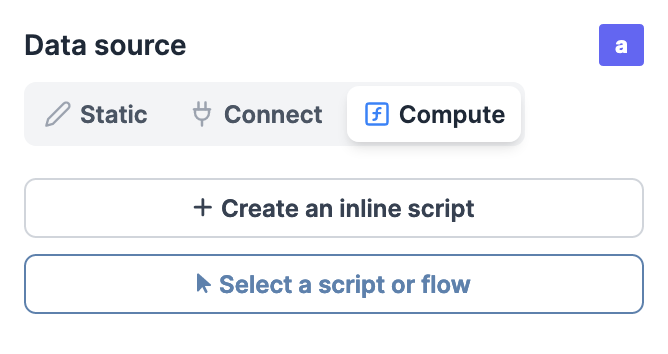 Data source a
Static Connect Compute
+ Create an inline script
Select a script or flow